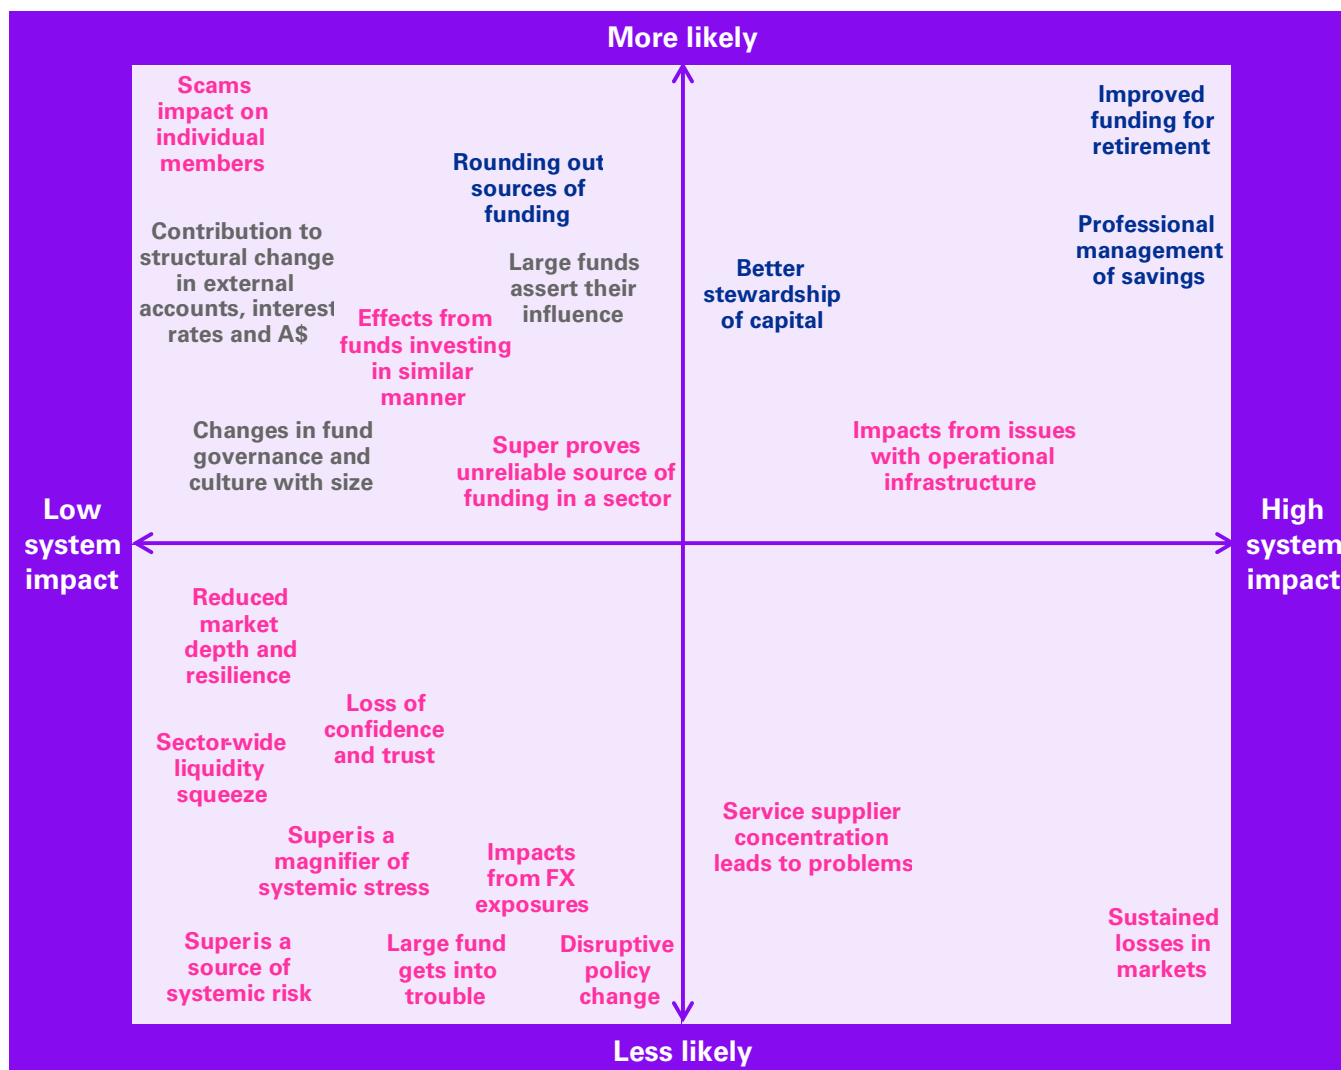 More likely
Scams
impact on
individual
members
Improved
funding for
retirement
Rounding out
sources of
funding
Contribution to
structural change
in external
accounts, interest
rates and A$
Large funds
assert their
influence
Better
stewardship
of capital
Professional
management
of savings
Effects from
funds investing
in similar
manner
Changes in fund
governance and
culture with size
Super proves
unreliable source of
funding in a sector
Impacts from issues
with operational
infrastructure
Low
system
impact
High
system
impact
Reduced
market
depth and
resilience
Loss of
confidence
and trust
Sector-wide
liquidity
squeeze
Super is a
magnifier of
systemic stress
Impacts
from FX
exposures
Service supplier
concentration
leads to problems
Super is a
source of
systemic risk
Large fund
gets into
trouble
Disruptive
policy
change
Sustained
losses in
markets
Less likely